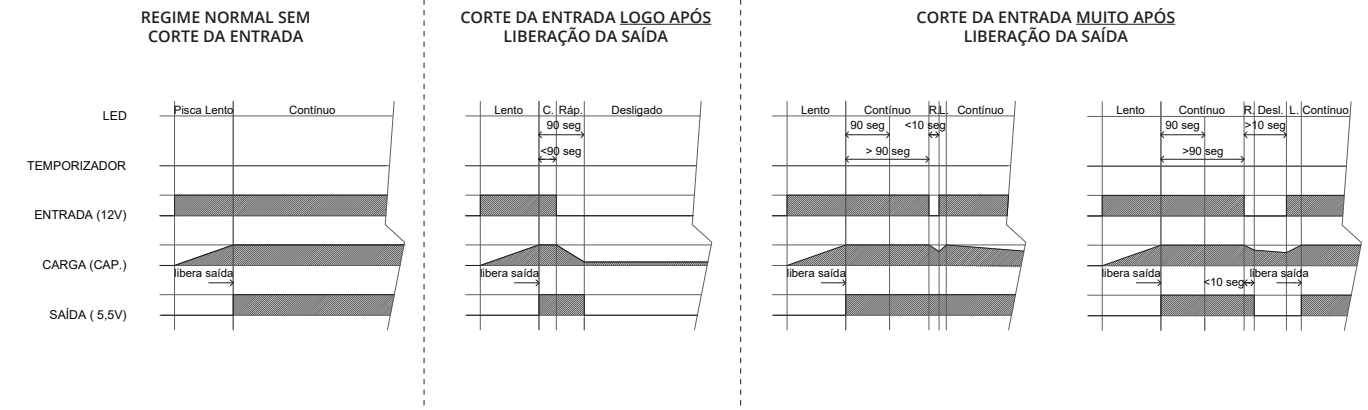 REGIME NORMAL SEM
CORTE DA ENTRADA
CORTE DA ENTRADA LOGO APÓS
LIBERAÇÃO DA SAÍDA
CORTE DA ENTRADA MUITO APÓS
LIBERAÇÃO DA SAÍDA
LED
TEMPORIZADOR
ENTRADA (12V)
CARGA (CAP.)
SAÍDA ( 5,5V)
Pisca Lento Contínuo
libera saída
Lento C. Ráp. Desligado
90 seg
<90 seg
libera saída
Lento Contínuo R.L. Contínuo
90 seg <10 seg
> 90 seg
libera saída
Lento Contínuo R. Desl. L. Contínuo
90 seg >10 seg
>90 seg
libera saída libera saída
<10 seg